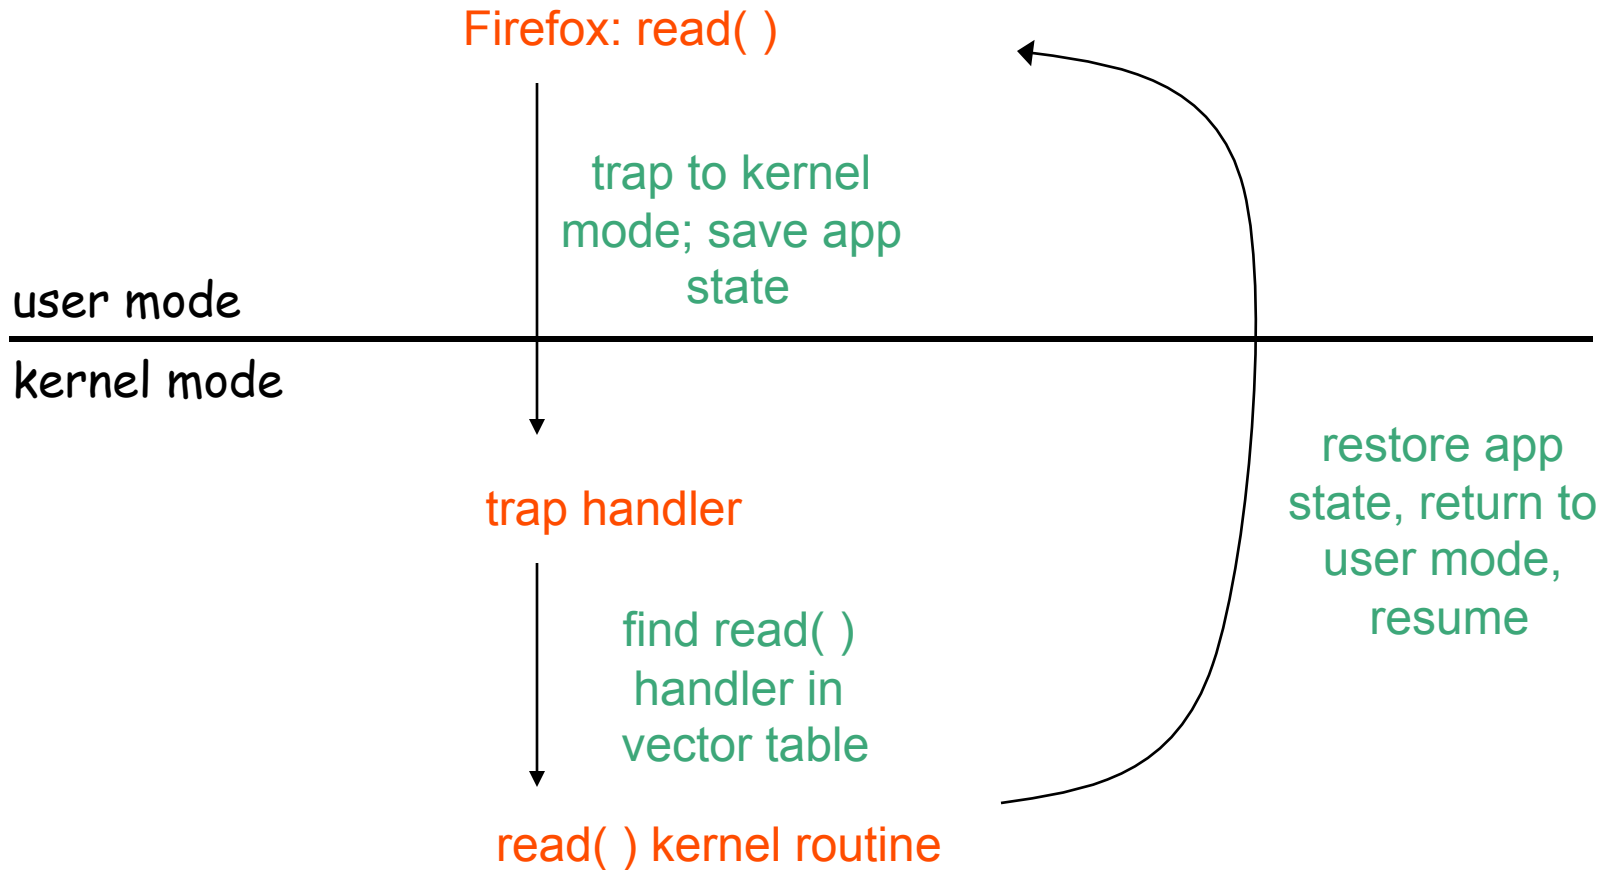 Firefox: read( )
trap to kernel
mode; save app
state
user mode
kernel mode
trap handler
find read( )
handler in
vector table
read( ) kernel routine
restore app
state, return to
user mode,
resume